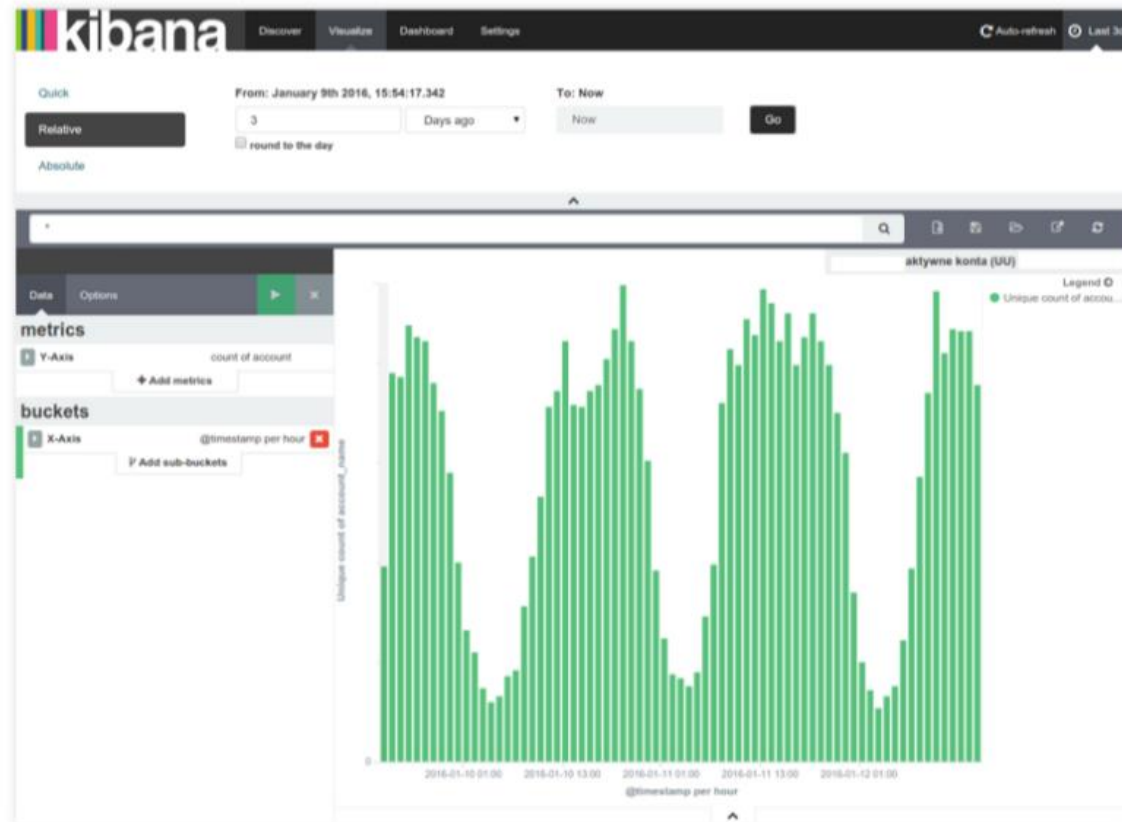 kibana Discover Visualize Dashboard Settings Auto-refresh Last 3
Quick
Relative
Absolute
From: January 9th 2016, 15:54:17.342 To: Now
3 Days ago Now Go
round to the day
*
aktywne konta (UU)
Legend
Unique count of accou...
Data Options
metrics
Y-Axis count of account
+ Add metrics
buckets
X-Axis @timestamp per hour
Add sub-buckets
Unique count of account_name
0
2016-01-10 01:00 2016-01-10 13:00 2016-01-11 01:00 2016-01-11 13:00 2016-01-12 01:00
@timestamp per hour